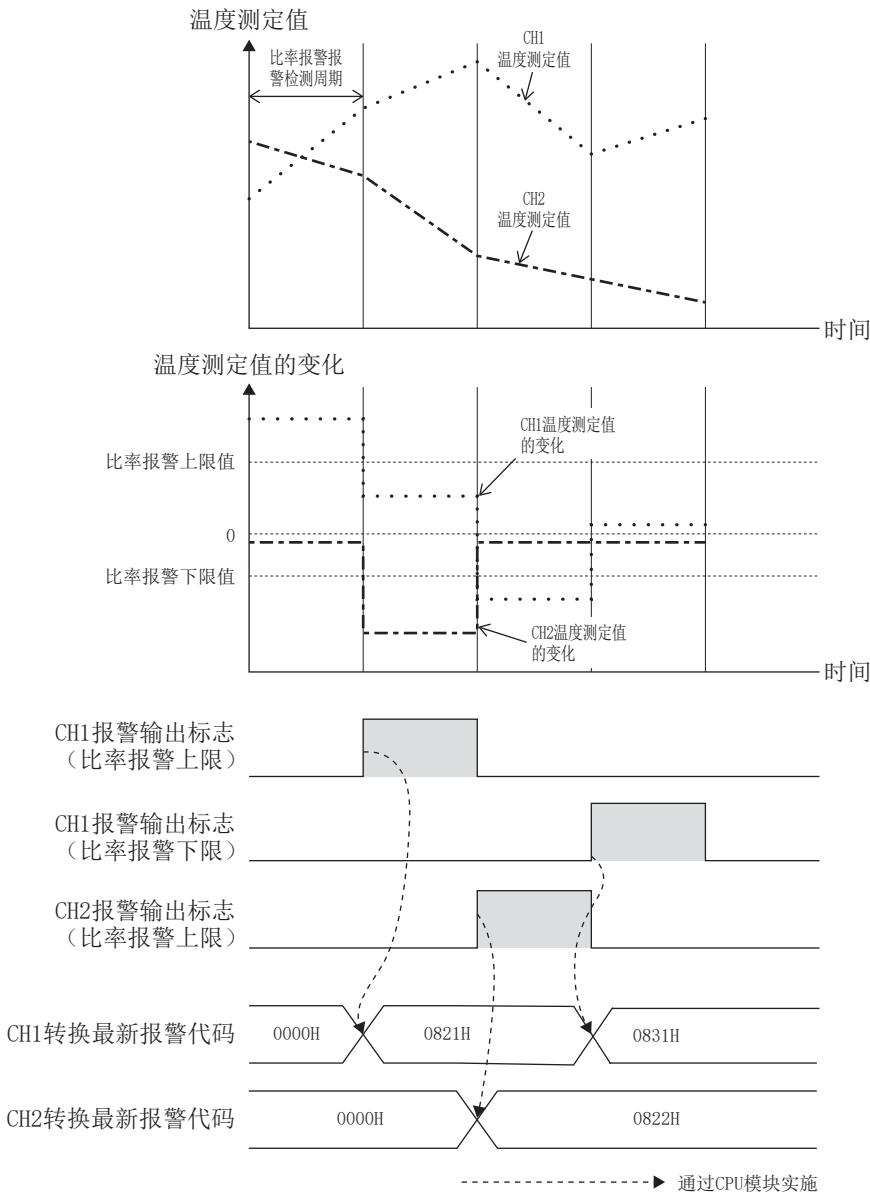 温度测定值
比率报警报
警检测周期
CH1
温度测定值
CH2
温度测定值
时间
温度测定值的变化
CH1温度测定值
的变化
比率报警上限值
0
比率报警下限值
CH2温度测定值
的变化
时间
CH1报警输出标志
（比率报警上限）
CH1报警输出标志
（比率报警下限）
CH2报警输出标志
（比率报警上限）
CH1转换最新报警代码
0000H
0821H
0831H
CH2转换最新报警代码
0000H
0822H
通过CPU模块实施